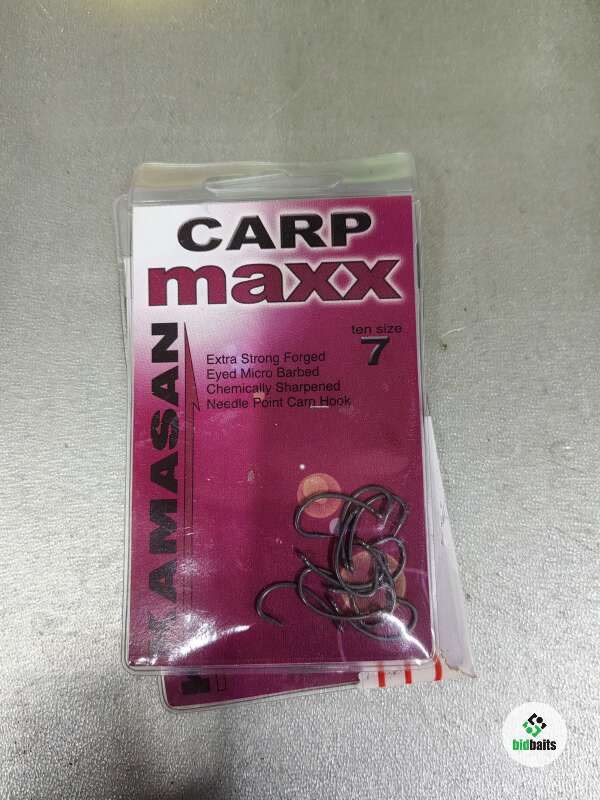 CARP
maxx
KAMASAN
ten size
7
Extra Strong Forged
Eyed Micro Barbed
Chemically Sharpened
Needle Point Carp Hook
bidbaits